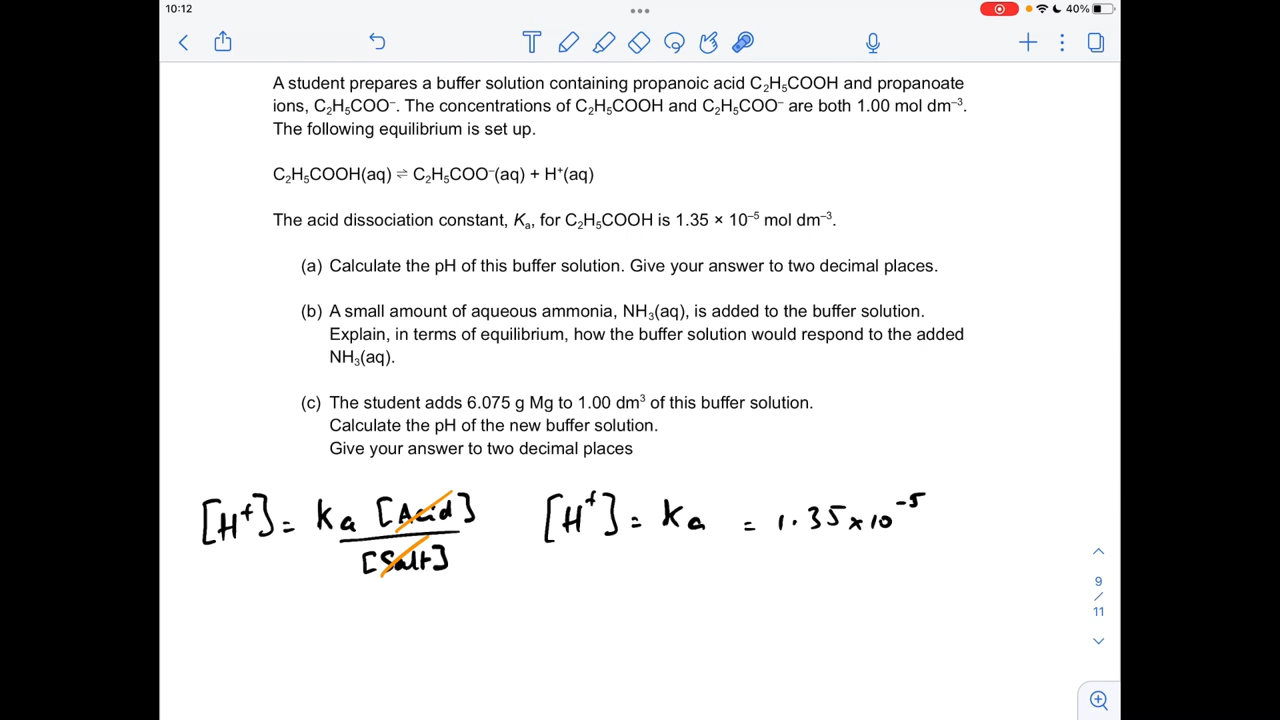 10:12
40%
A student prepares a buffer solution containing propanoic acid C₂H₅COOH and propanoate
ions, C₂H₅COO⁻. The concentrations of C₂H₅COOH and C₂H₅COO⁻ are both 1.00 mol dm⁻³.
The following equilibrium is set up.
C₂H₅COOH(aq) ⇌ C₂H₅COO⁻(aq) + H⁺(aq)
The acid dissociation constant, Kₐ, for C₂H₅COOH is 1.35 × 10⁻⁵ mol dm⁻³.
(a) Calculate the pH of this buffer solution. Give your answer to two decimal places.
(b) A small amount of aqueous ammonia, NH₃(aq), is added to the buffer solution.
Explain, in terms of equilibrium, how the buffer solution would respond to the added
NH₃(aq).
(c) The student adds 6.075 g Mg to 1.00 dm³ of this buffer solution.
Calculate the pH of the new buffer solution.
Give your answer to two decimal places
[H⁺] = Ka [Acid] [H⁺] = Ka = 1.35 × 10⁻⁵
[Salt]
9
/
11